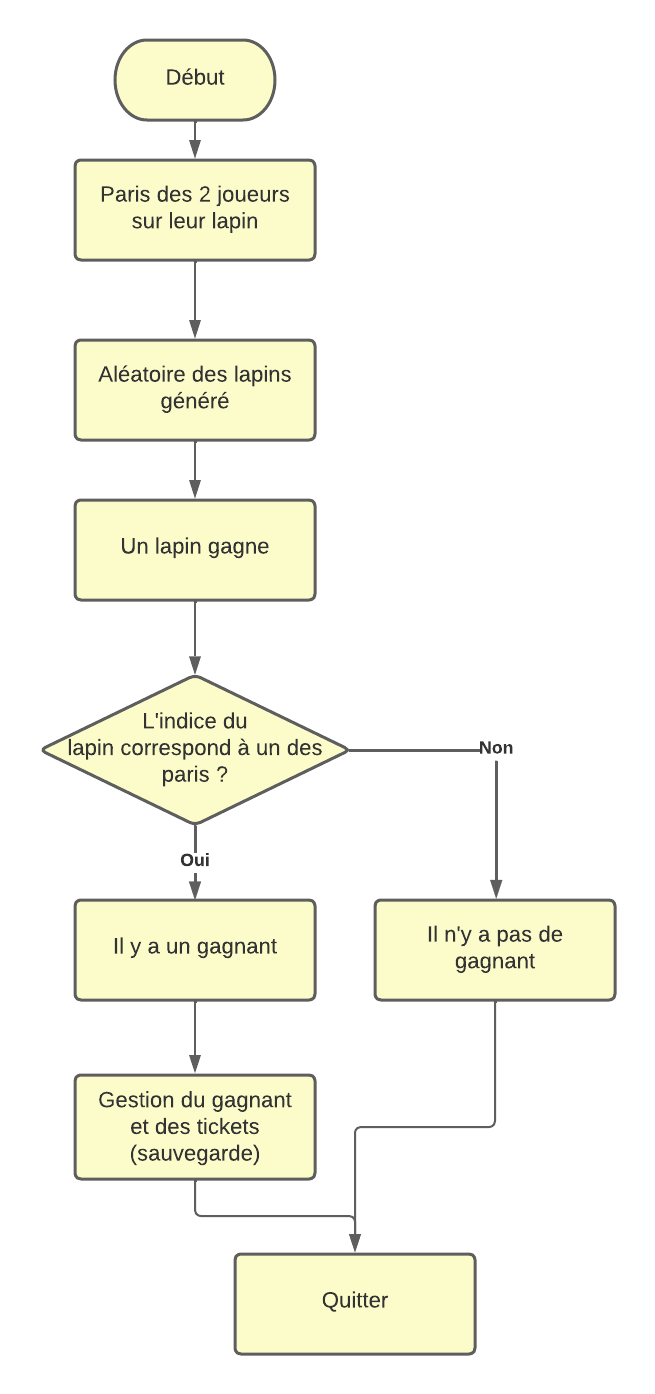 Début
Paris des 2 joueurs
sur leur lapin
Aléatoire des lapins
généré
Un lapin gagne
L'indice du
lapin correspond à un des
paris ?
Non
Oui
Il y a un gagnant
Il n'y a pas de
gagnant
Gestion du gagnant
et des tickets
(sauvegarde)
Quitter